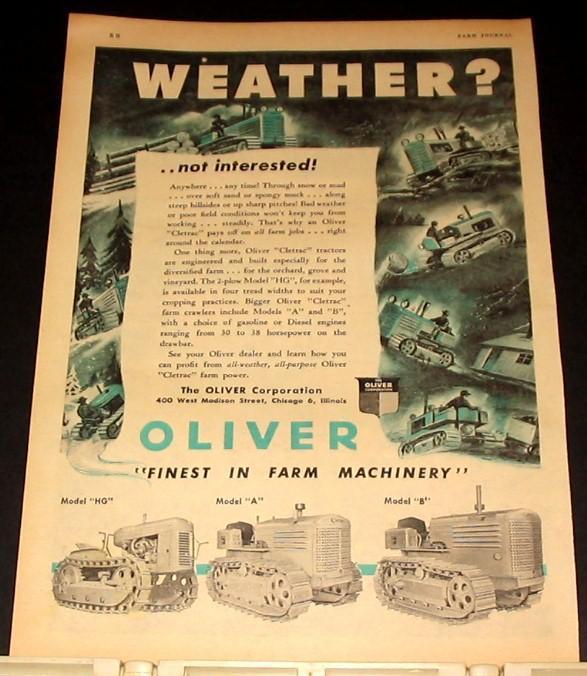 88
FARM JOURNAL
WEATHER?
..not interested!
Anywhere . . . any time! Through snow or mud
. . . over soft sand or spongy muck . . . along
steep hillsides or up sharp pitches! Bad weather
or poor field conditions won't keep you from
working . . . steadily. That's why an Oliver
"Cletrac" pays off on all farm jobs . . . right
around the calendar.
One thing more, Oliver "Cletrac" tractors
are engineered and built especially for the
diversified farm . . . for the orchard, grove and
vineyard. The 2-plow Model "HG", for example,
is available in four tread widths to suit your
cropping practices. Bigger Oliver "Cletrac"
farm crawlers include Models "A" and "B",
with a choice of gasoline or Diesel engines
ranging from 30 to 38 horsepower on the
drawbar.
See your Oliver dealer and learn how you
can profit from all-weather, all-purpose Oliver
"Cletrac" farm power.
The OLIVER Corporation
400 West Madison Street, Chicago 6, Illinois
The
OLIVER
CORPORATION
OLIVER
"FINEST IN FARM MACHINERY"
Model "HG"
Model "A"
Model "B"